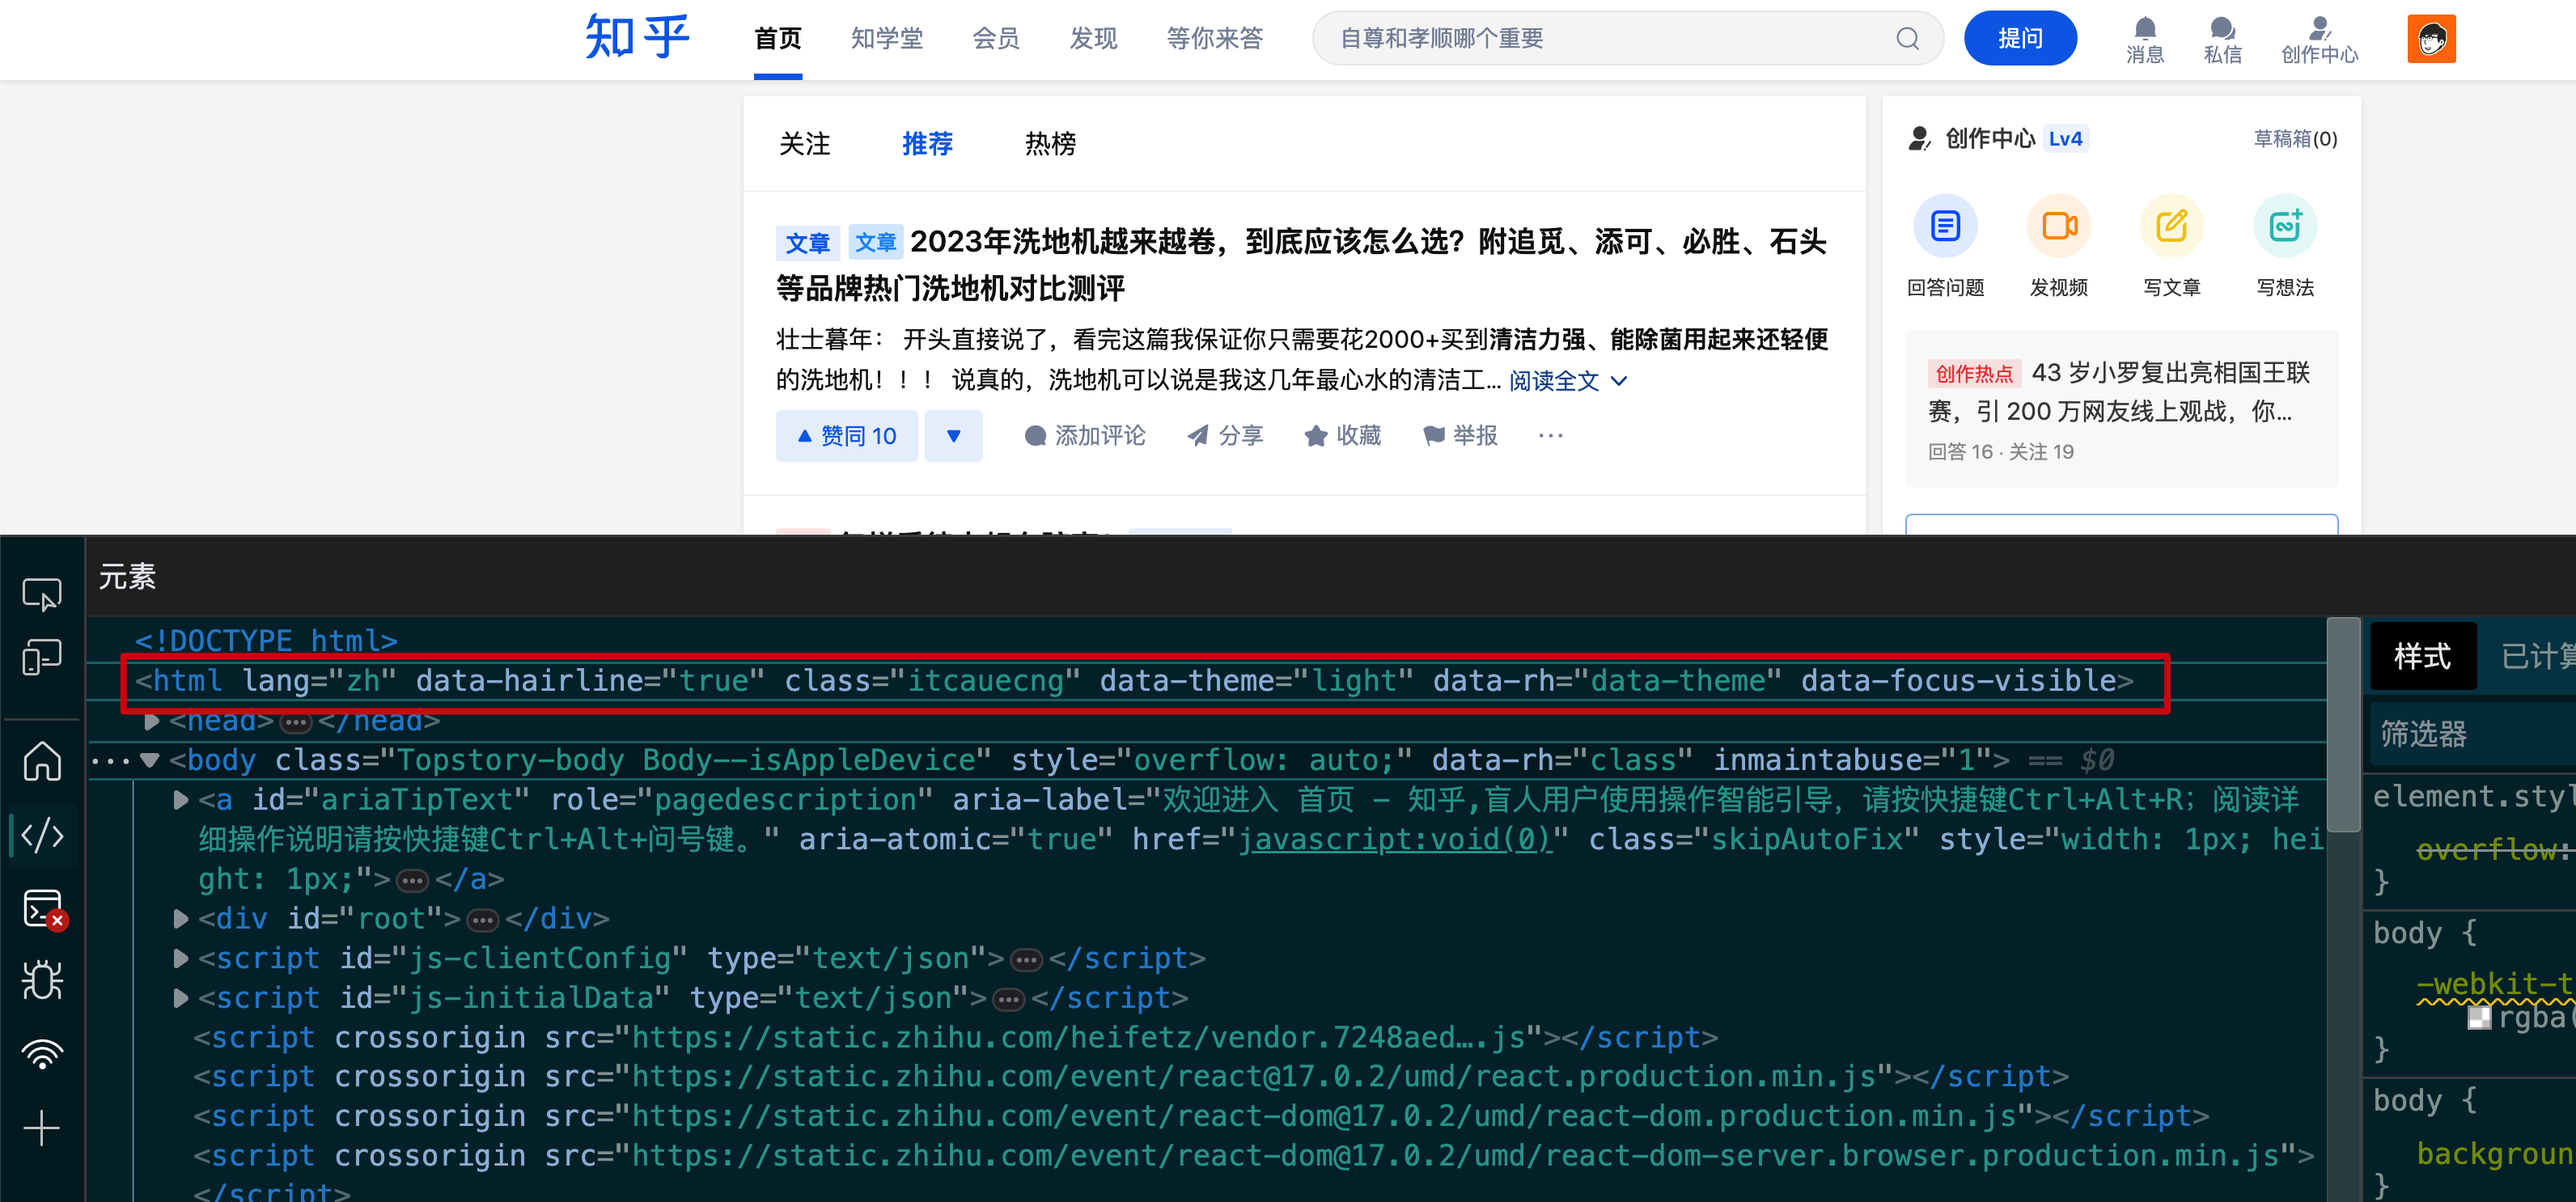 知乎 首页 知学堂 会员 发现 等你来答 自尊和孝顺哪个重要 提问 消息 私信 创作中心
关注 推荐 热榜
文章 文章 2023年洗地机越来越卷，到底应该怎么选？附追觅、添可、必胜、石头
等品牌热门洗地机对比测评
壮士暮年： 开头直接说了，看完这篇我保证你只需要花2000+买到清洁力强、能除菌用起来还轻便
的洗地机！！！ 说真的，洗地机可以说是我这几年最心水的清洁工... 阅读全文
赞同 10 添加评论 分享 收藏 举报 ···
创作中心 Lv4 草稿箱(0)
回答问题 发视频 写文章 写想法
创作热点 43 岁小罗复出亮相国王联
赛，引 200 万网友线上观战，你...
回答 16 · 关注 19
元素
<!DOCTYPE html>
<html lang="zh" data-hairline="true" class="itcauecng" data-theme="light" data-rh="data-theme" data-focus-visible>
<head>…</head>
<body class="Topstory-body Body--isAppleDevice" style="overflow: auto;" data-rh="class" inmaintabuse="1"> == $0
<a id="ariaTipText" role="pagedescription" aria-label="欢迎进入 首页 - 知乎,盲人用户使用操作智能引导，请按快捷键Ctrl+Alt+R；阅读详
细操作说明请按快捷键Ctrl+Alt+问号键。" aria-atomic="true" href="javascript:void(0)" class="skipAutoFix" style="width: 1px; hei
ght: 1px;">…</a>
<div id="root">…</div>
<script id="js-clientConfig" type="text/json">…</script>
<script id="js-initialData" type="text/json">…</script>
<script crossorigin src="https://static.zhihu.com/heifetz/vendor.7248aed….js"></script>
<script crossorigin src="https://static.zhihu.com/event/react@17.0.2/umd/react.production.min.js"></script>
<script crossorigin src="https://static.zhihu.com/event/react-dom@17.0.2/umd/react-dom.production.min.js"></script>
<script crossorigin src="https://static.zhihu.com/event/react-dom@17.0.2/umd/react-dom-server.browser.production.min.js">
</script>
样式 已计算
筛选器
element.styl
overflow:
}
body {
-webkit-t
rgba(
}
body {
backgroun
}